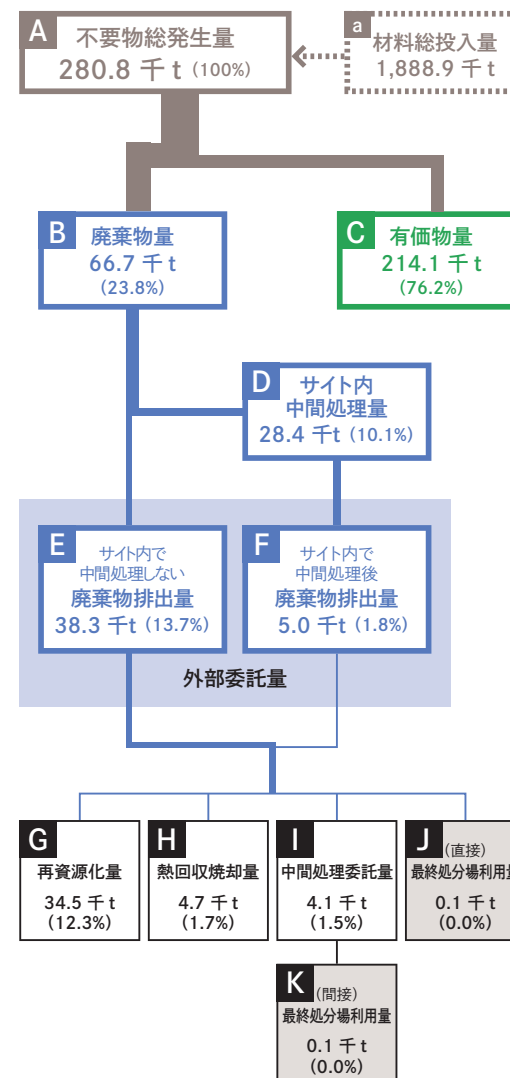 A
不要物総発生量
280.8 千 t (100%)
a
材料総投入量
1,888.9 千 t
B
廃棄物量
66.7 千 t
(23.8%)
C
有価物量
214.1 千 t
(76.2%)
D
サイト内
中間処理量
28.4 千t (10.1%)
E
サイト内で
中間処理しない
廃棄物排出量
38.3 千t (13.7%)
F
サイト内で
中間処理後
廃棄物排出量
5.0 千t (1.8%)
外部委託量
G
再資源化量
34.5 千 t
(12.3%)
H
熱回収焼却量
4.7 千 t
(1.7%)
I
中間処理委託量
4.1 千 t
(1.5%)
J
(直接)
最終処分場利用量
0.1 千 t
(0.0%)
K
(間接)
最終処分場利用量
0.1 千 t
(0.0%)